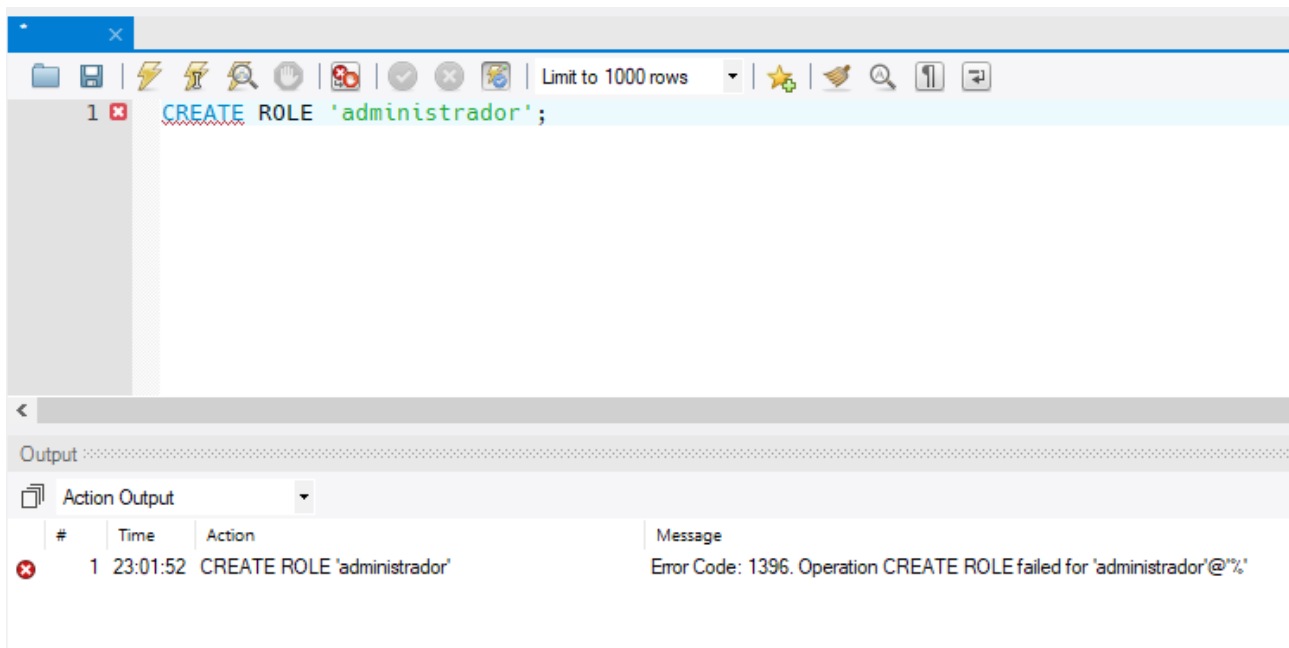 *
Limit to 1000 rows
1 CREATE ROLE 'administrador';
Output
Action Output
# Time Action Message
1 23:01:52 CREATE ROLE 'administrador' Error Code: 1396. Operation CREATE ROLE failed for 'administrador'@'%'